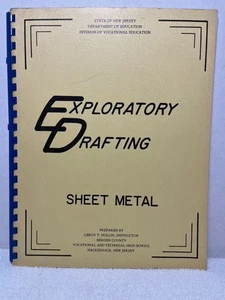 STATE OF NEW JERSEY
DEPARTMENT OF EDUCATION
DIVISION OF VOCATIONAL EDUCATION
EXPLORATORY
DRAFTING
SHEET METAL
PREPARED BY
LEROY T. INSTRUCTOR
BERGEN COUNTY
VOCATIONAL AND TECHNICAL HIGH SCHOOL
HACKENSACK, NEW JERSEY